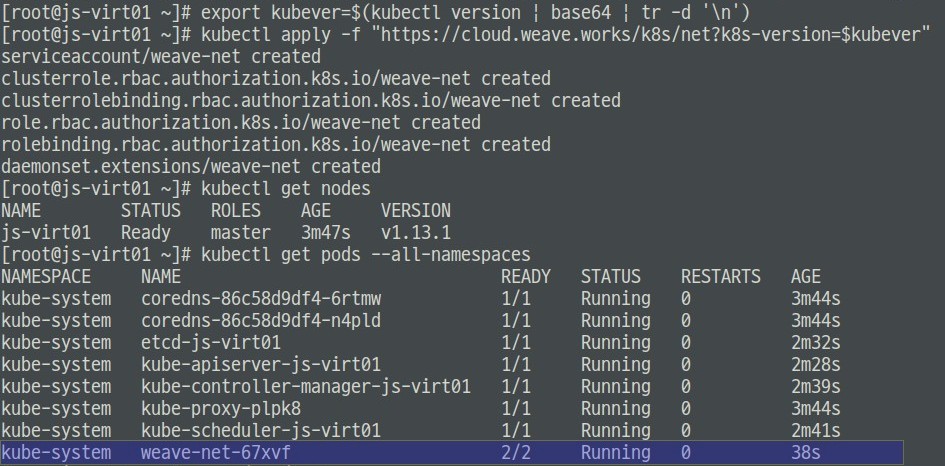 [root@js-virt01 ~]# export kubever=$(kubectl version | base64 | tr -d '\n')
[root@js-virt01 ~]# kubectl apply -f "https://cloud.weave.works/k8s/net?k8s-version=$kubever"
serviceaccount/weave-net created
clusterrole.rbac.authorization.k8s.io/weave-net created
clusterrolebinding.rbac.authorization.k8s.io/weave-net created
role.rbac.authorization.k8s.io/weave-net created
rolebinding.rbac.authorization.k8s.io/weave-net created
daemonset.extensions/weave-net created
[root@js-virt01 ~]# kubectl get nodes
NAME STATUS ROLES AGE VERSION
js-virt01 Ready master 3m47s v1.13.1
[root@js-virt01 ~]# kubectl get pods --all-namespaces
NAMESPACE NAME READY STATUS RESTARTS AGE
kube-system coredns-86c58d9df4-6rtmw 1/1 Running 0 3m44s
kube-system coredns-86c58d9df4-n4pld 1/1 Running 0 3m44s
kube-system etcd-js-virt01 1/1 Running 0 2m32s
kube-system kube-apiserver-js-virt01 1/1 Running 0 2m28s
kube-system kube-controller-manager-js-virt01 1/1 Running 0 2m39s
kube-system kube-proxy-plpk8 1/1 Running 0 3m44s
kube-system kube-scheduler-js-virt01 1/1 Running 0 2m41s
kube-system weave-net-67xvf 2/2 Running 0 38s